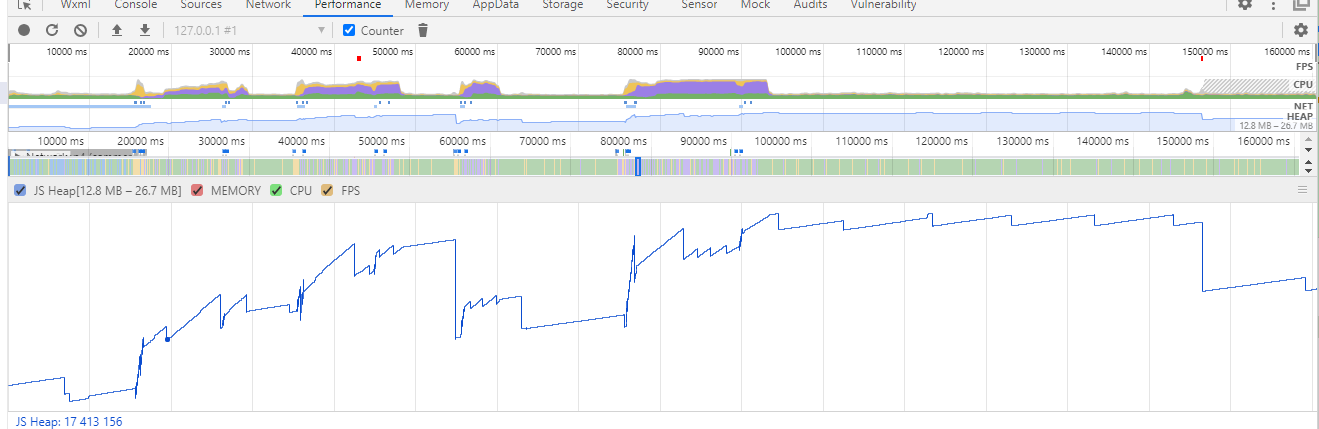 Wxml Console Sources Network Performance Memory AppData Storage Security Sensor Mock Audits Vulnerability
127.0.0.1 #1 Counter
10000 ms 20000 ms 30000 ms 40000 ms 50000 ms 60000 ms 70000 ms 80000 ms 90000 ms 100000 ms 110000 ms 120000 ms 130000 ms 140000 ms 150000 ms 160000 ms
FPS
CPU
NET
HEAP
12.8 MB – 26.7 MB
10000 ms 20000 ms 30000 ms 40000 ms 50000 ms 60000 ms 70000 ms 80000 ms 90000 ms 100000 ms 110000 ms 120000 ms 130000 ms 140000 ms 150000 ms 160000 ms
JS Heap[12.8 MB – 26.7 MB] MEMORY CPU FPS
JS Heap: 17 413 156